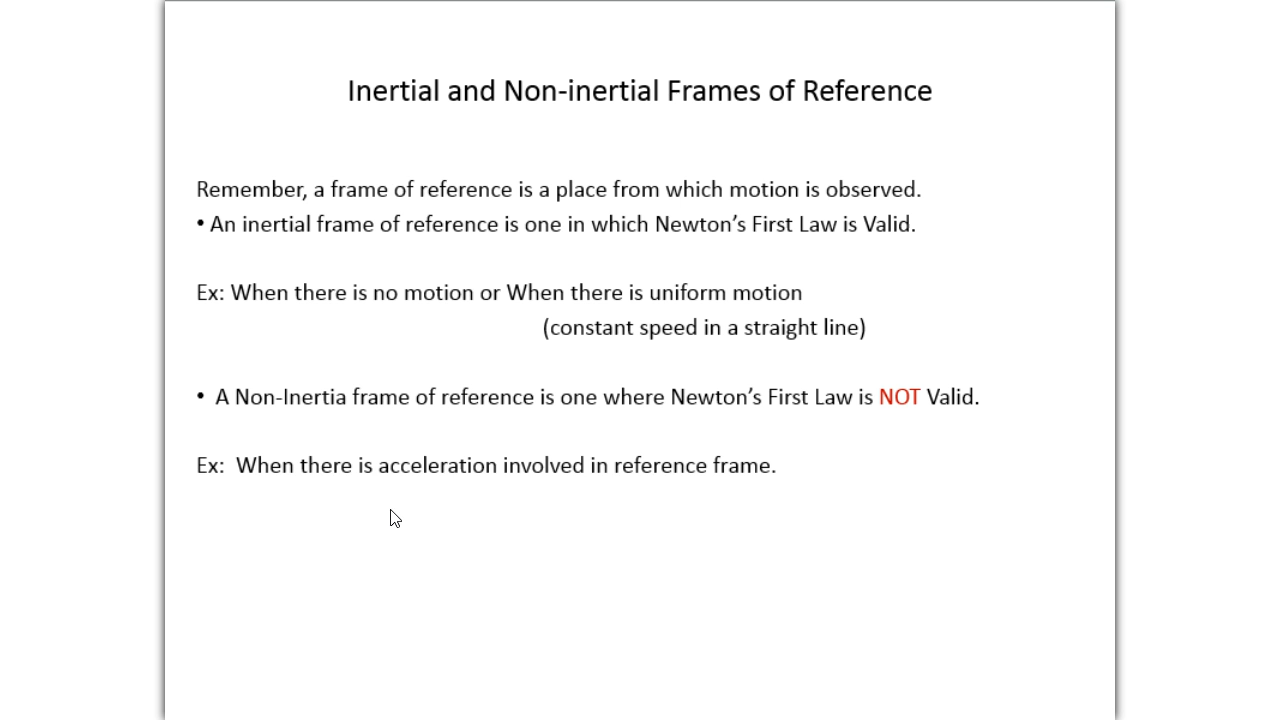 Inertial and Non-inertial Frames of Reference
Remember, a frame of reference is a place from which motion is observed.
• An inertial frame of reference is one in which Newton’s First Law is Valid.
Ex: When there is no motion or When there is uniform motion
(constant speed in a straight line)
• A Non-Inertia frame of reference is one where Newton’s First Law is NOT Valid.
Ex:  When there is acceleration involved in reference frame.